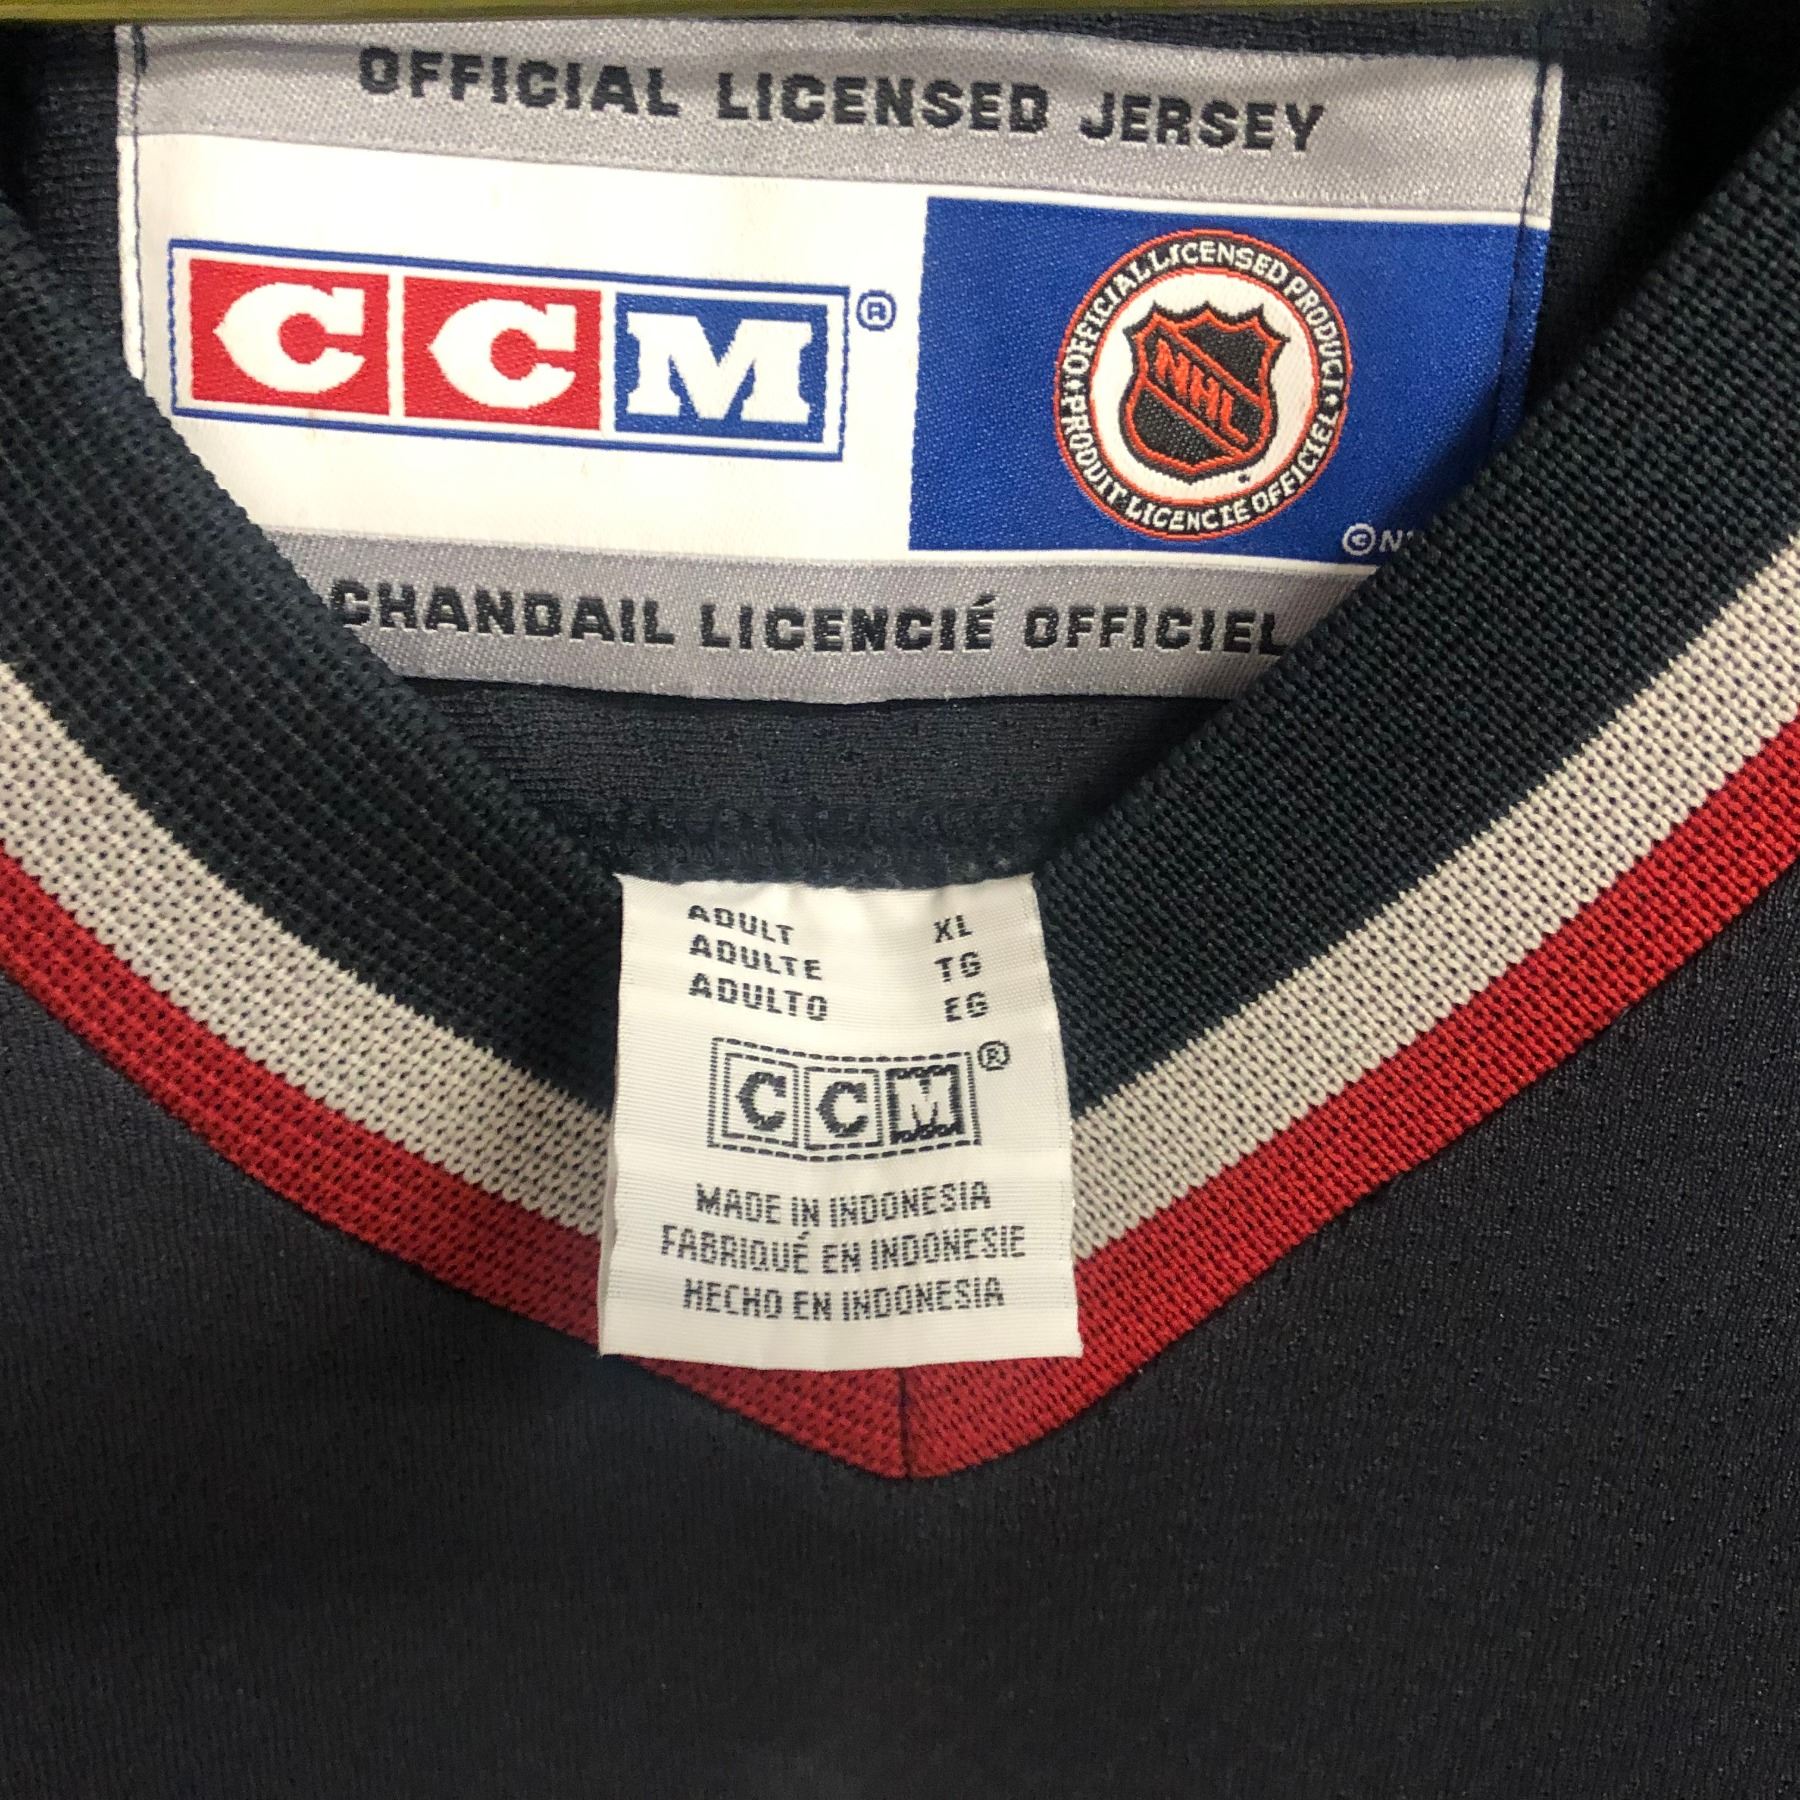 OFFICIAL LICENSED JERSEY
CCM®
OFFICIAL LICENSED PRODUCT
NHL
PRODUIT LICENCIE OFFICIEL
CHANDAIL LICENCIÉ OFFICIEL
ADULT XL
ADULTE TG
ADULTO EG
CCM®
MADE IN INDONESIA
FABRIQUÉ EN INDONESIE
HECHO EN INDONESIA